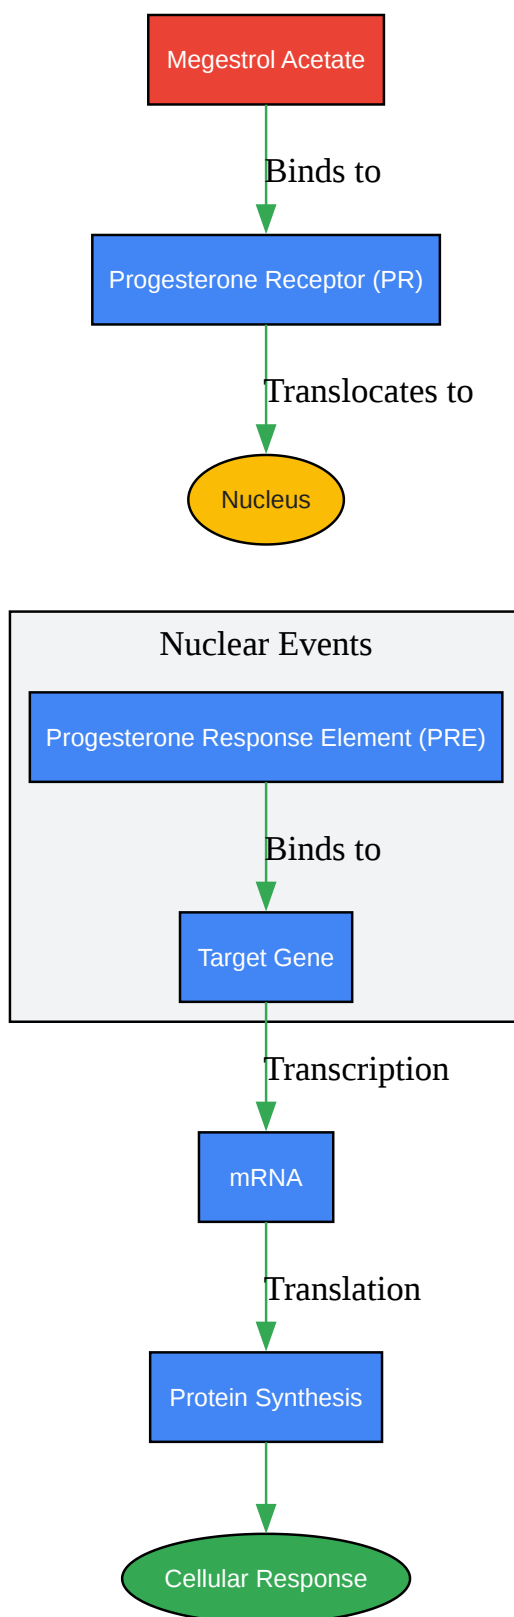 Megestrol Acetate
Binds to
Progesterone Receptor (PR)
Translocates to
Nucleus
Nuclear Events
Progesterone Response Element (PRE)
Binds to
Target Gene
Transcription
mRNA
Translation
Protein Synthesis
Cellular Response